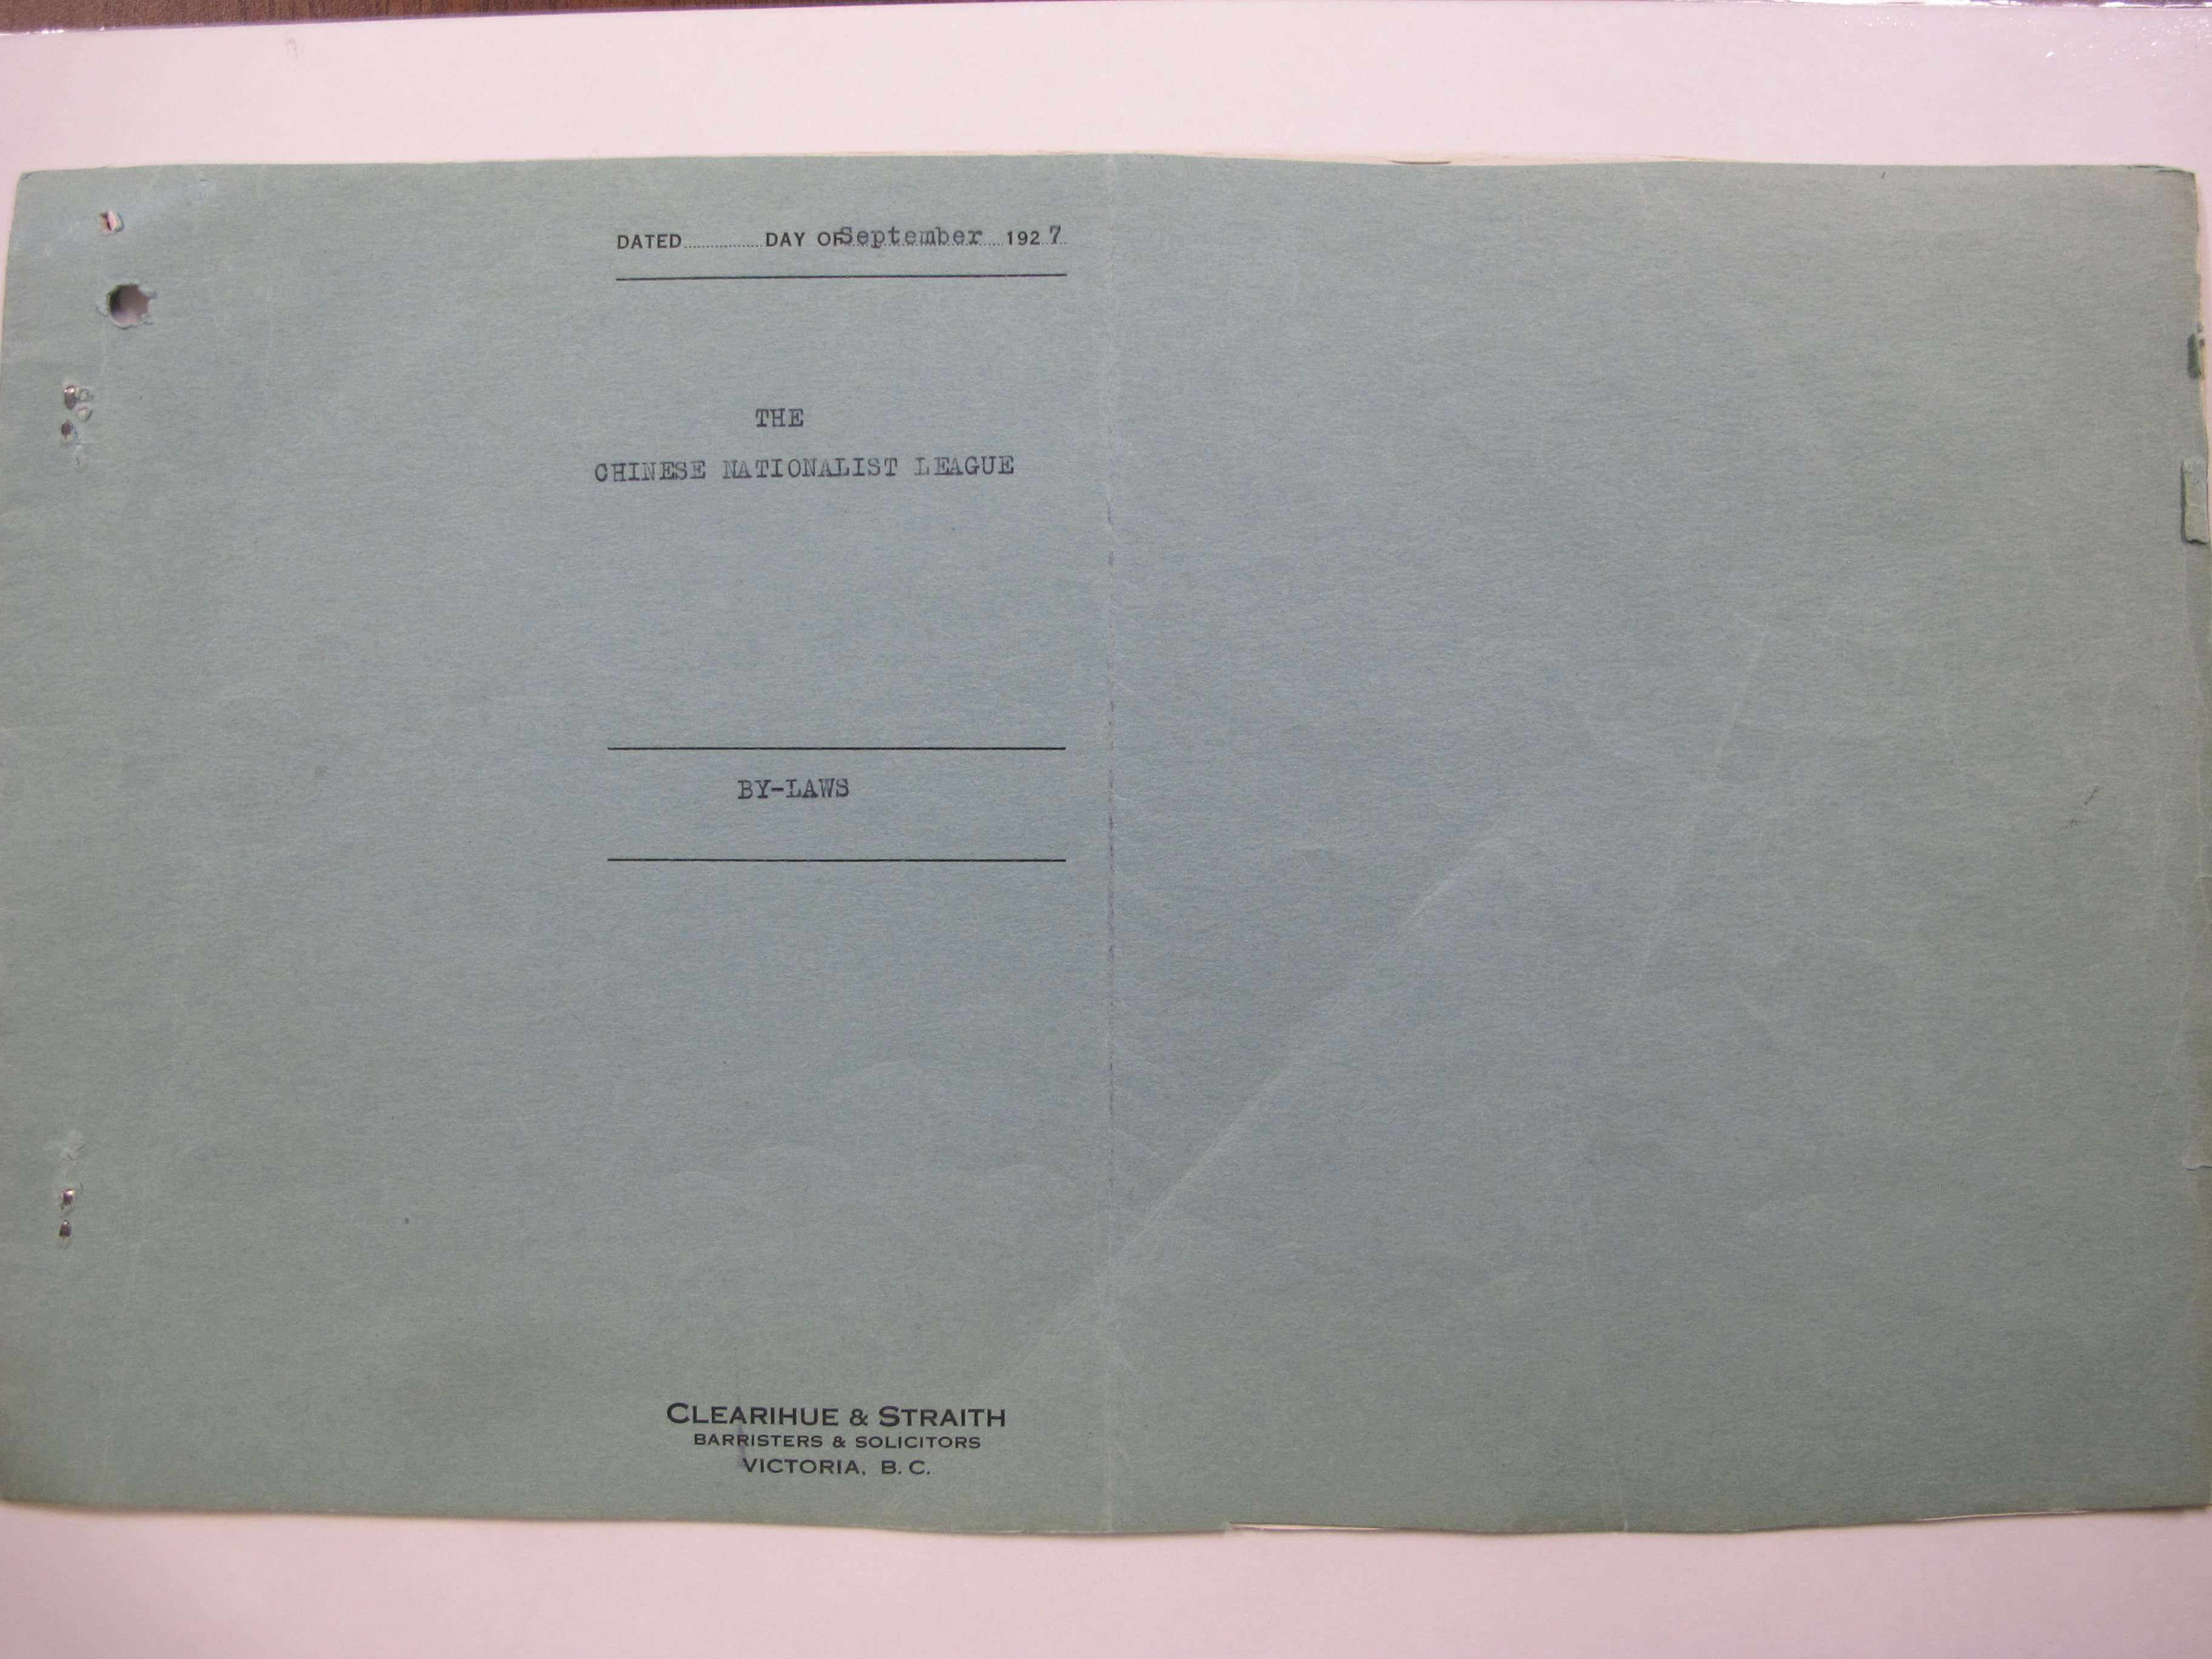 DATED.............DAY OF September 1927
THE
CHINESE NATIONALIST LEAGUE
BY-LAWS
CLEARIHUE & STRAITH
BARRISTERS & SOLICITORS
VICTORIA, B. C.